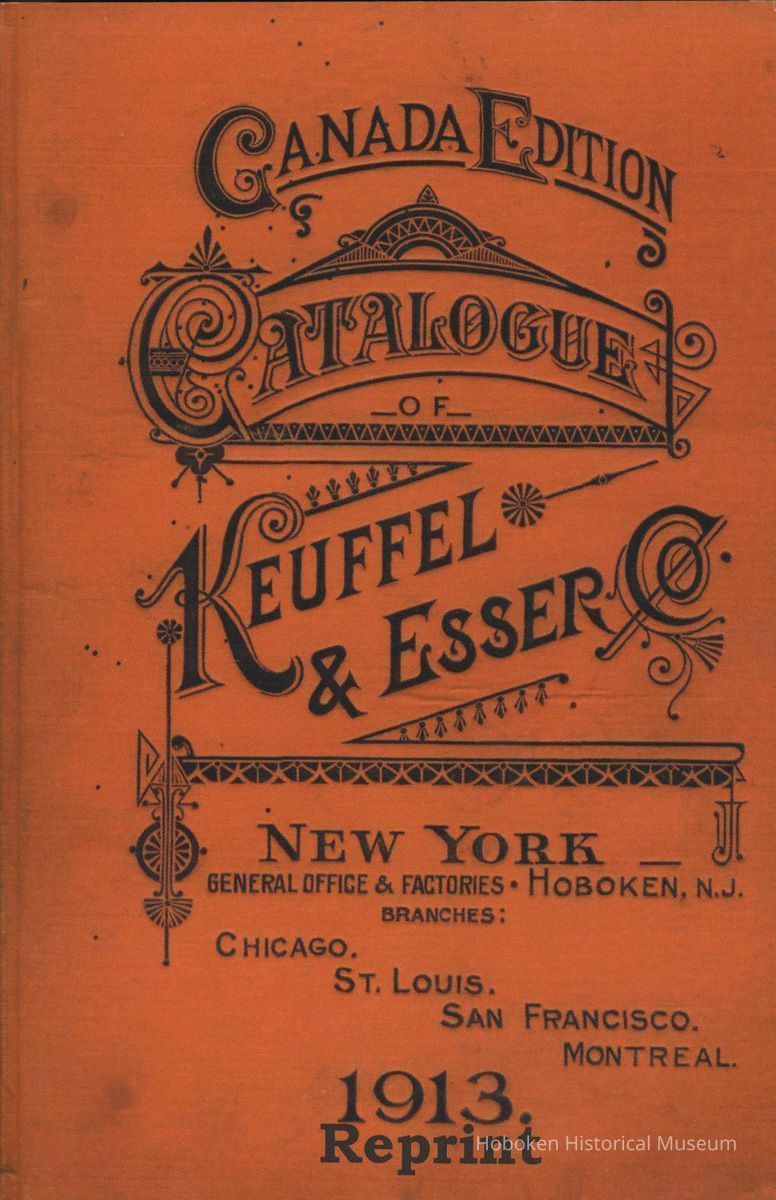 CANADA EDITION
CATALOGUE
OF
KEUFFEL
& ESSER CO.
NEW YORK
GENERAL OFFICE & FACTORIES • HOBOKEN, N.J.
BRANCHES:
CHICAGO.
ST. LOUIS.
SAN FRANCISCO.
MONTREAL.
1913.
Reprint
Hoboken Historical Museum